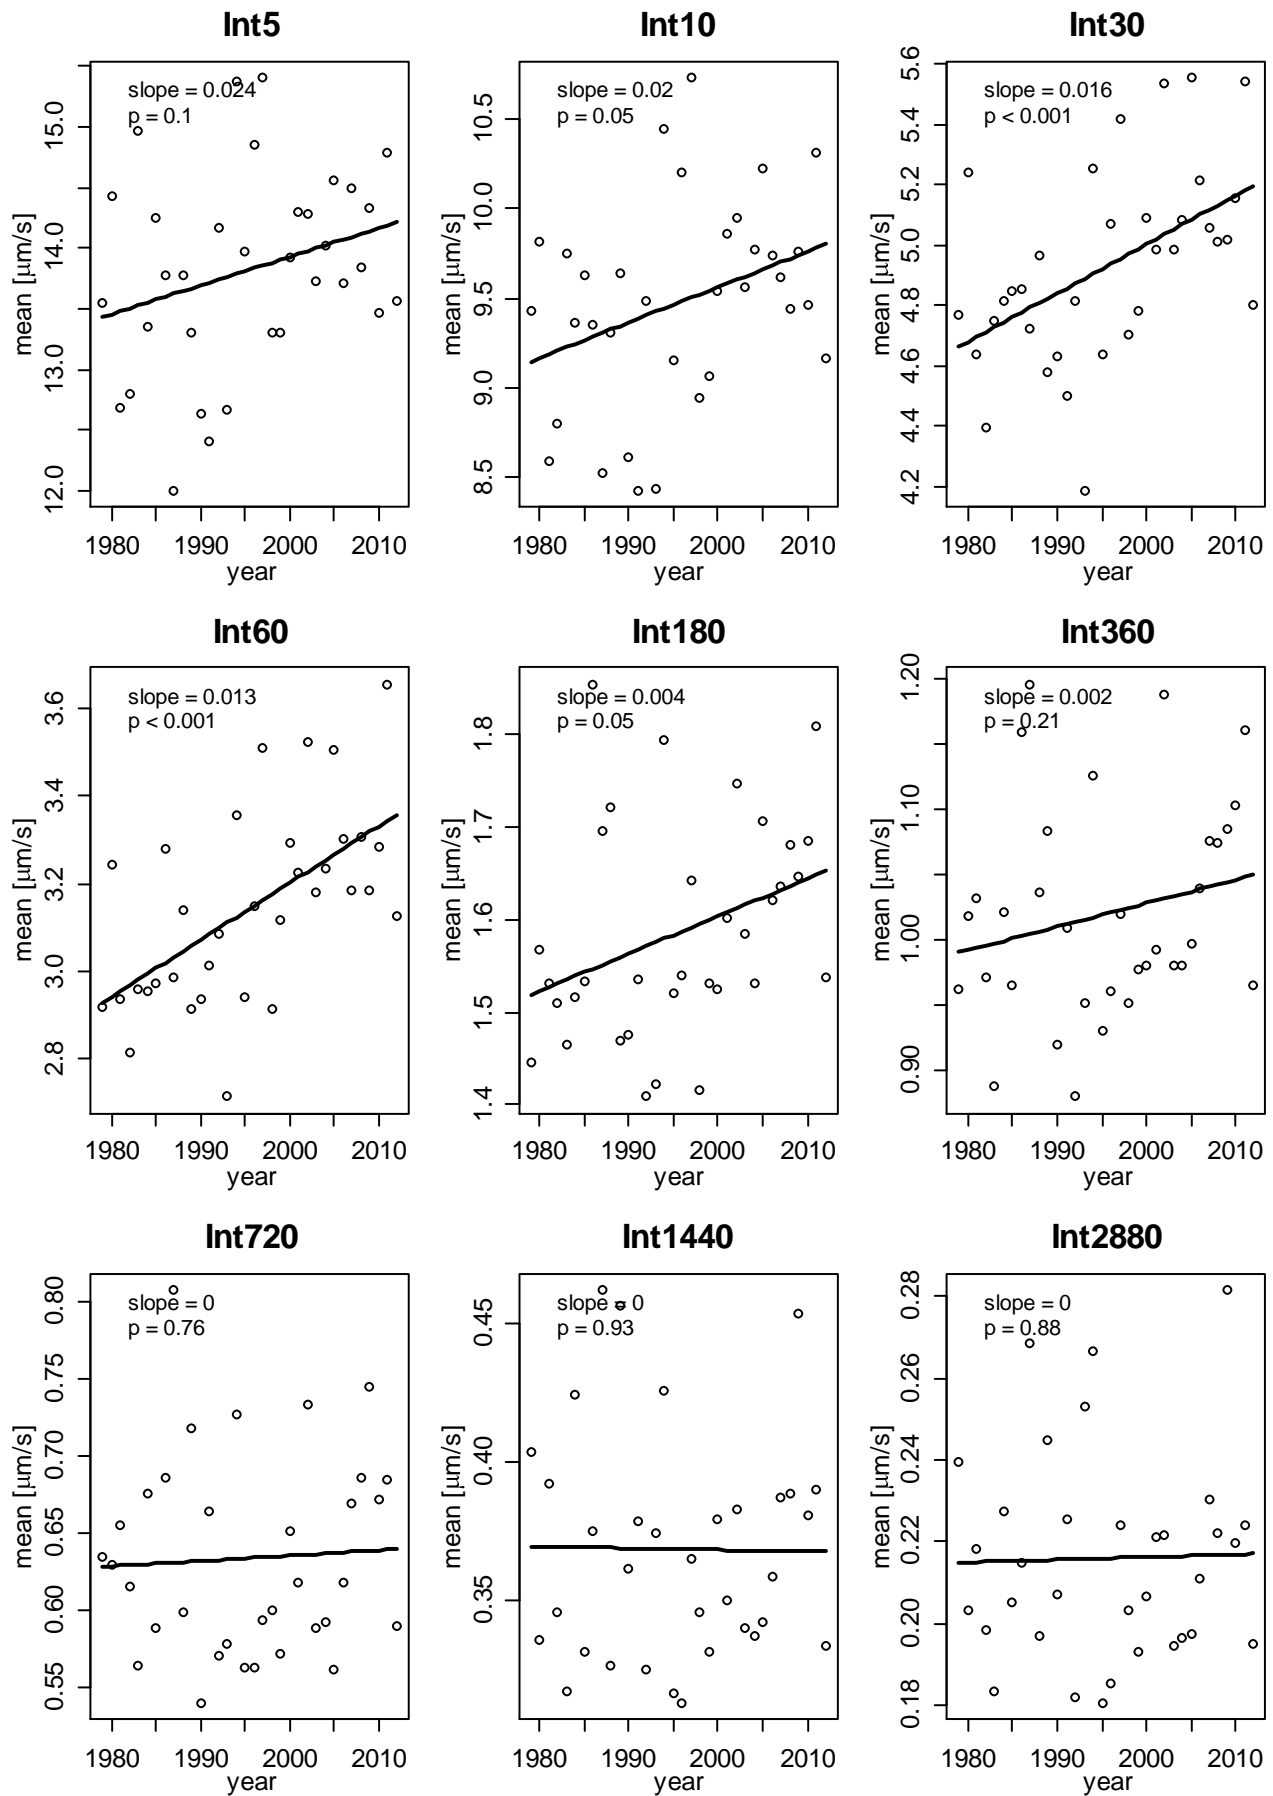 Int5
slope = 0.024
p = 0.1
mean [μm/s]
12.0 13.0 14.0 15.0
1980 1990 2000 2010
year
Int10
slope = 0.02
p = 0.05
mean [μm/s]
8.5 9.0 9.5 10.0 10.5
1980 1990 2000 2010
year
Int30
slope = 0.016
p < 0.001
mean [μm/s]
4.2 4.4 4.6 4.8 5.0 5.2 5.4 5.6
1980 1990 2000 2010
year
Int60
slope = 0.013
p < 0.001
mean [μm/s]
2.8 3.0 3.2 3.4 3.6
1980 1990 2000 2010
year
Int180
slope = 0.004
p = 0.05
mean [μm/s]
1.4 1.5 1.6 1.7 1.8
1980 1990 2000 2010
year
Int360
slope = 0.002
p = 0.21
mean [μm/s]
0.90 1.00 1.10 1.20
1980 1990 2000 2010
year
Int720
slope = 0
p = 0.76
mean [μm/s]
0.55 0.60 0.65 0.70 0.75 0.80
1980 1990 2000 2010
year
Int1440
slope = 0
p = 0.93
mean [μm/s]
0.35 0.40 0.45
1980 1990 2000 2010
year
Int2880
slope = 0
p = 0.88
mean [μm/s]
0.18 0.20 0.22 0.24 0.26 0.28
1980 1990 2000 2010
year